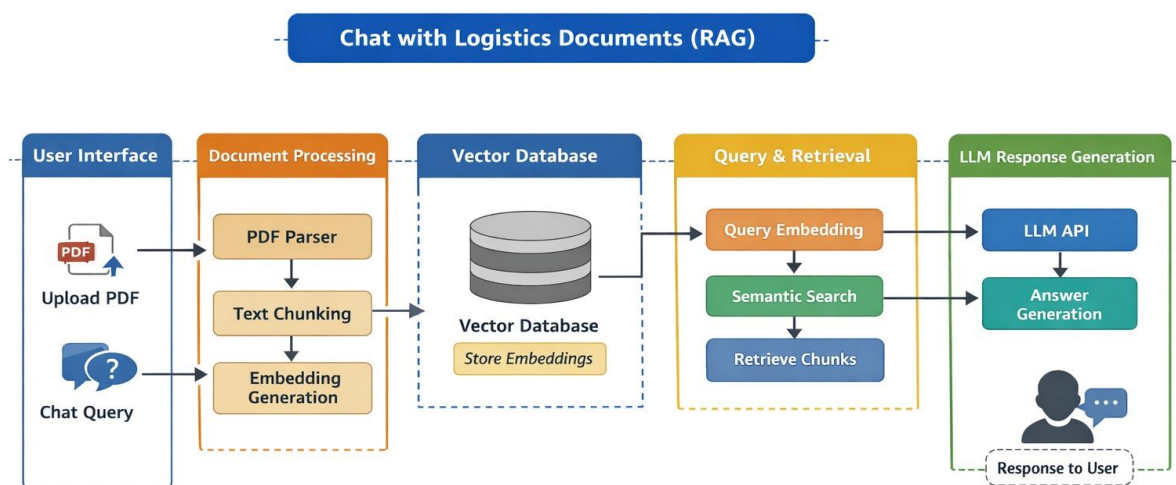 Chat with Logistics Documents (RAG)
User Interface
PDF
Upload PDF
?
Chat Query
Document Processing
PDF Parser
Text Chunking
Embedding
Generation
Vector Database
Vector Database
Store Embeddings
Query & Retrieval
Query Embedding
Semantic Search
Retrieve Chunks
LLM Response Generation
LLM API
Answer
Generation
Response to User